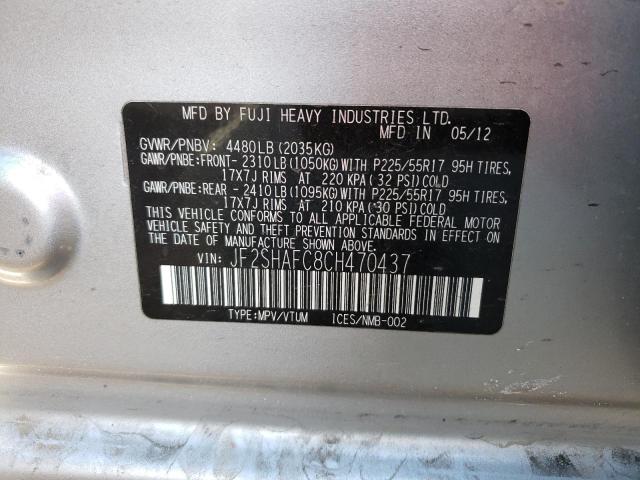 MFD BY FUJI HEAVY INDUSTRIES LTD.
MFD IN 05/12
GVWR/PNBV: 4480LB (2035KG)
GAWR/PNBE:FRONT- 2310LB (1050KG) WITH P225/55R17 95H TIRES,
17X7J RIMS AT 220 KPA ( 32 PSI) COLD
GAWR/PNBE:REAR - 2410LB (1095KG) WITH P225/55R17 95H TIRES,
17X7J RIMS AT 210 KPA ( 30 PSI) COLD
THIS VEHICLE CONFORMS TO ALL APPLICABLE FEDERAL MOTOR
VEHICLE SAFETY STANDARDS IN EFFECT ON THE
DATE OF MANUFACTURE SHOWN ABOVE.
VIN: JF2SHAFC8CH470437
TYPE:MPV/VTUM ICES/NMB-002